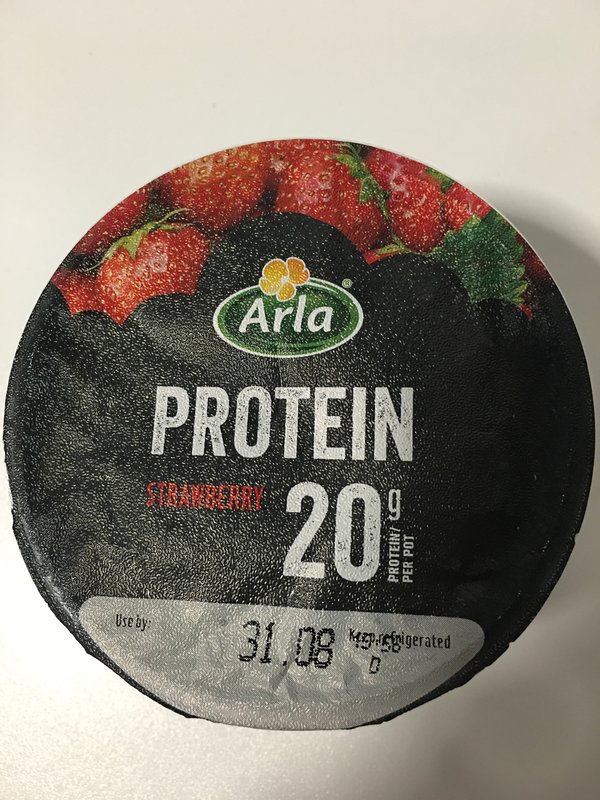 Arla®
PROTEIN
STRAWBERRY
20g
PROTEIN/
PER POT
Use by:
31.08
Keep refrigerated
D